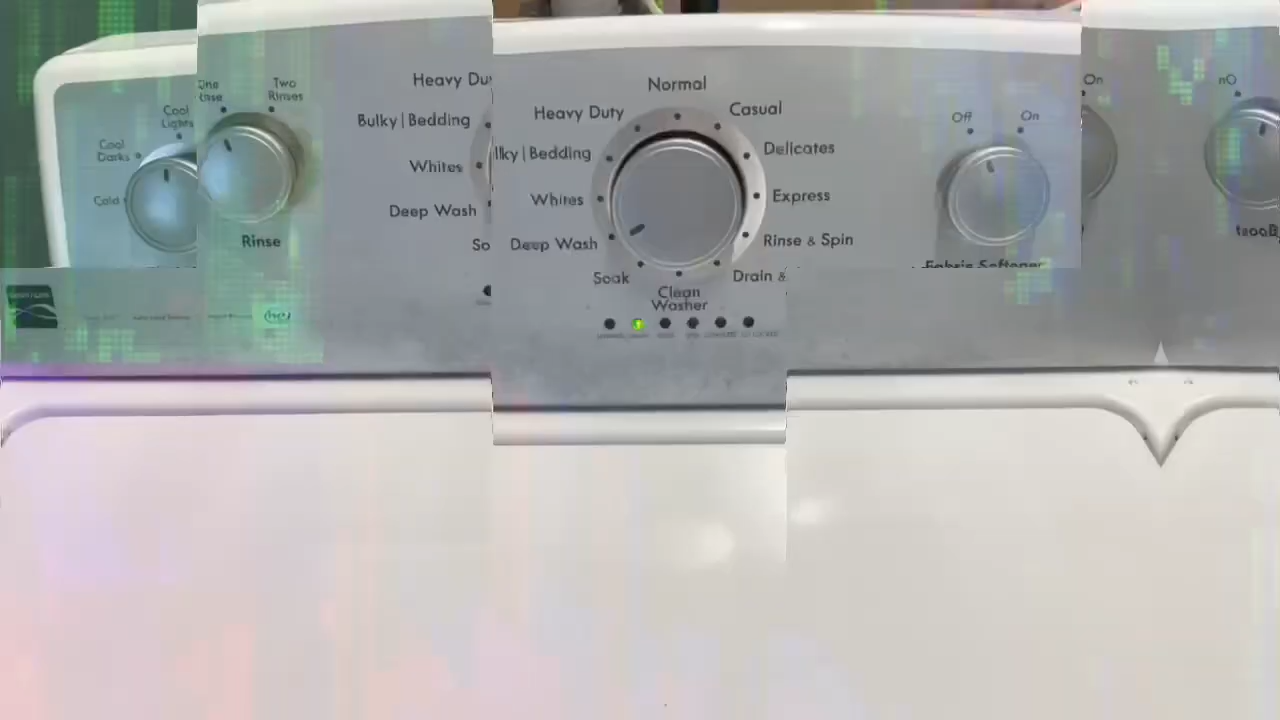 One
Rinse
Two
Rinses
Cool
Lights
Cool
Darks
Cold
Rinse
Heavy Du
Bulky | Bedding
Whites
Deep Wash
So
Normal
Heavy Duty
Casual
lky | Bedding
Delicates
Whites
Express
Deep Wash
Rinse & Spin
Soak
Drain &
Clean
Washer
Off
On
Fabric Softener
On
On
Boost
he